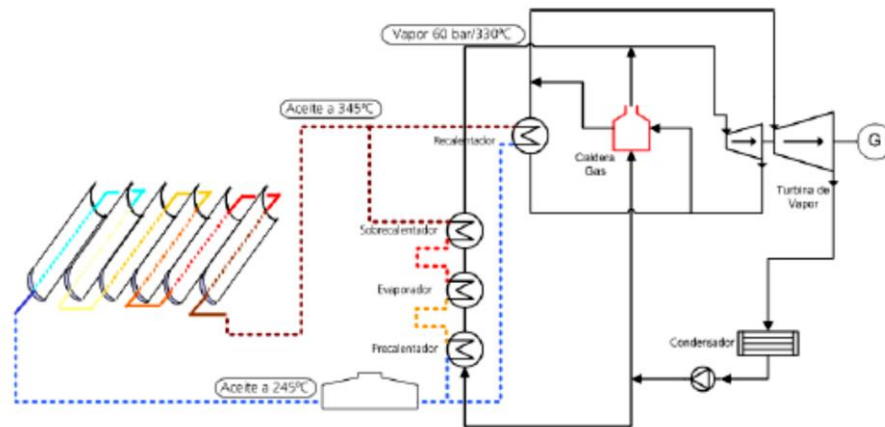 Vapor 60 bar/330ºC
Aceite a 345ºC
Recalentador
Caldera
Gas
G
Turbina de
Vapor
Sobrecalentador
Evaporador
Precalentador
Condensador
Aceite a 245ºC